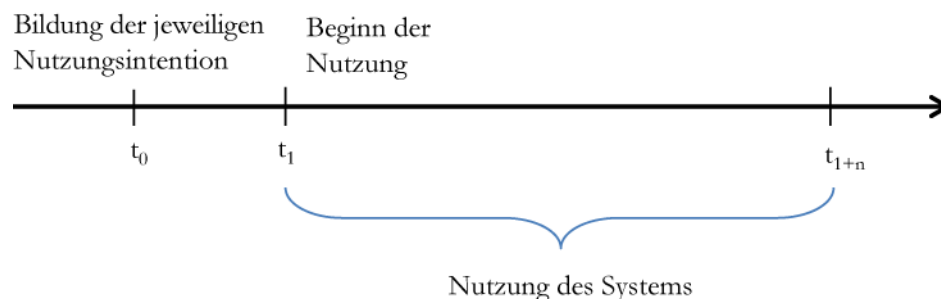 Bildung der jeweiligen
Nutzungsintention
Beginn der
Nutzung
t₀
t₁
t₁₊ₙ
Nutzung des Systems